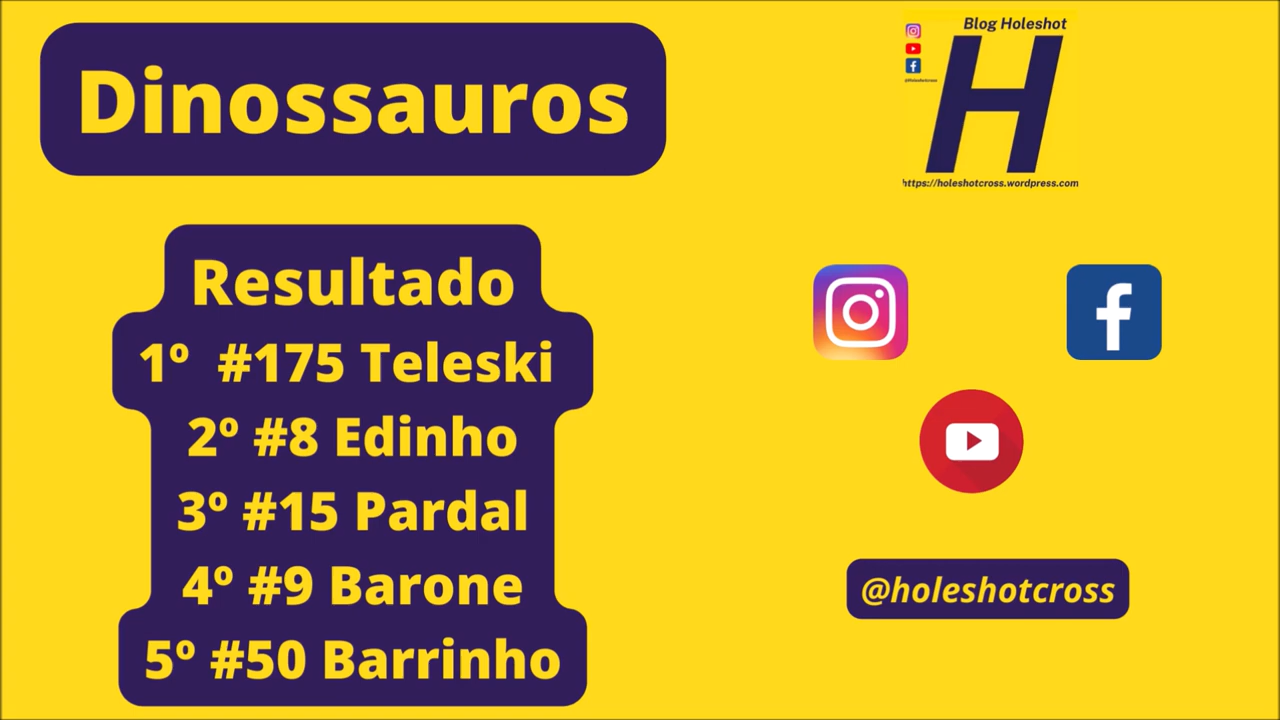 Dinossauros
Resultado
1º #175 Teleski
2º #8 Edinho
3º #15 Pardal
4º #9 Barone
5º #50 Barrinho
Blog Holeshot
@holeshotcross
H
https://holeshotcross.wordpress.com
@holeshotcross